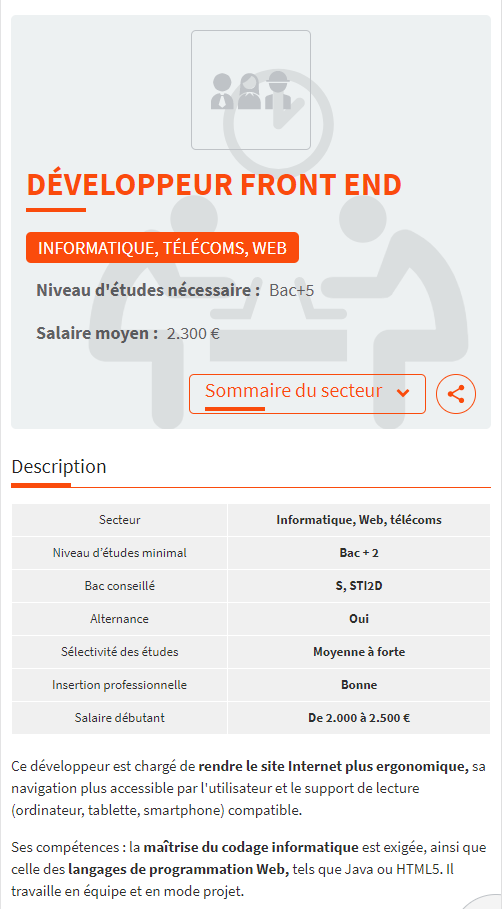 DÉVELOPPEUR FRONT END
INFORMATIQUE, TÉLÉCOMS, WEB
Niveau d'études nécessaire : Bac+5
Salaire moyen : 2.300 €
Sommaire du secteur
Description
Secteur Informatique, Web, télécoms
Niveau d’études minimal Bac + 2
Bac conseillé S, STI2D
Alternance Oui
Sélectivité des études Moyenne à forte
Insertion professionnelle Bonne
Salaire débutant De 2.000 à 2.500 €
Ce développeur est chargé de rendre le site Internet plus ergonomique, sa
navigation plus accessible par l'utilisateur et le support de lecture
(ordinateur, tablette, smartphone) compatible.
Ses compétences : la maîtrise du codage informatique est exigée, ainsi que
celle des langages de programmation Web, tels que Java ou HTML5. Il
travaille en équipe et en mode projet.